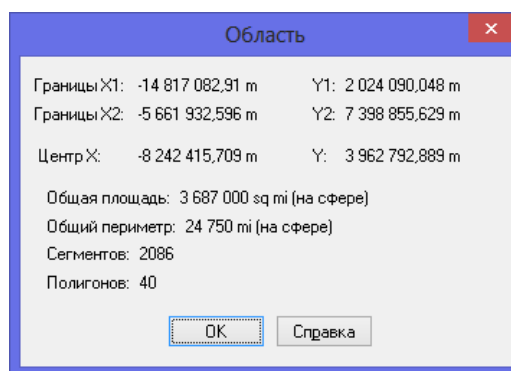 Область
Границы X1: -14 817 082,91 m Y1: 2 024 090,048 m
Границы X2: -5 661 932,596 m Y2: 7 398 855,629 m
Центр X: -8 242 415,709 m Y: 3 962 792,889 m
Общая площадь: 3 687 000 sq mi (на сфере)
Общий периметр: 24 750 mi (на сфере)
Сегментов: 2086
Полигонов: 40
OK Справка